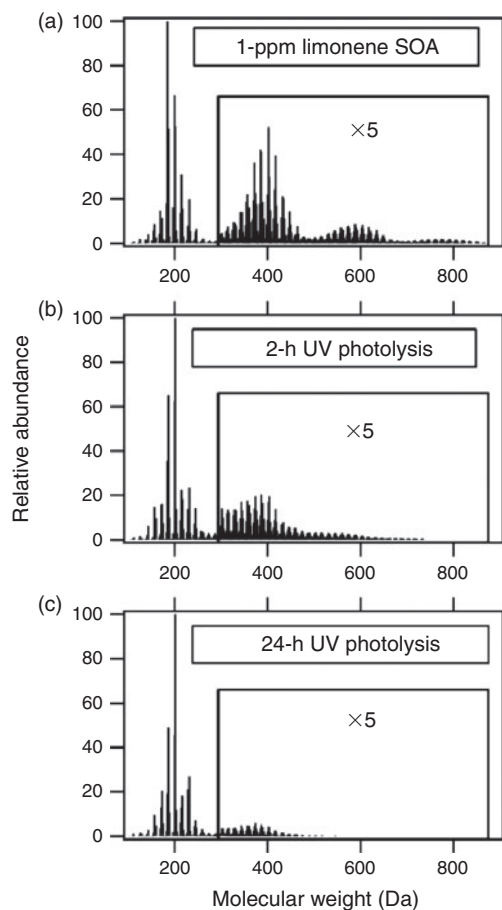 (a)
1-ppm limonene SOA
×5
100
80
60
40
20
0
200 400 600 800
(b)
2-h UV photolysis
×5
100
80
60
40
20
0
200 400 600 800
(c)
24-h UV photolysis
×5
100
80
60
40
20
0
200 400 600 800
Relative abundance
Molecular weight (Da)